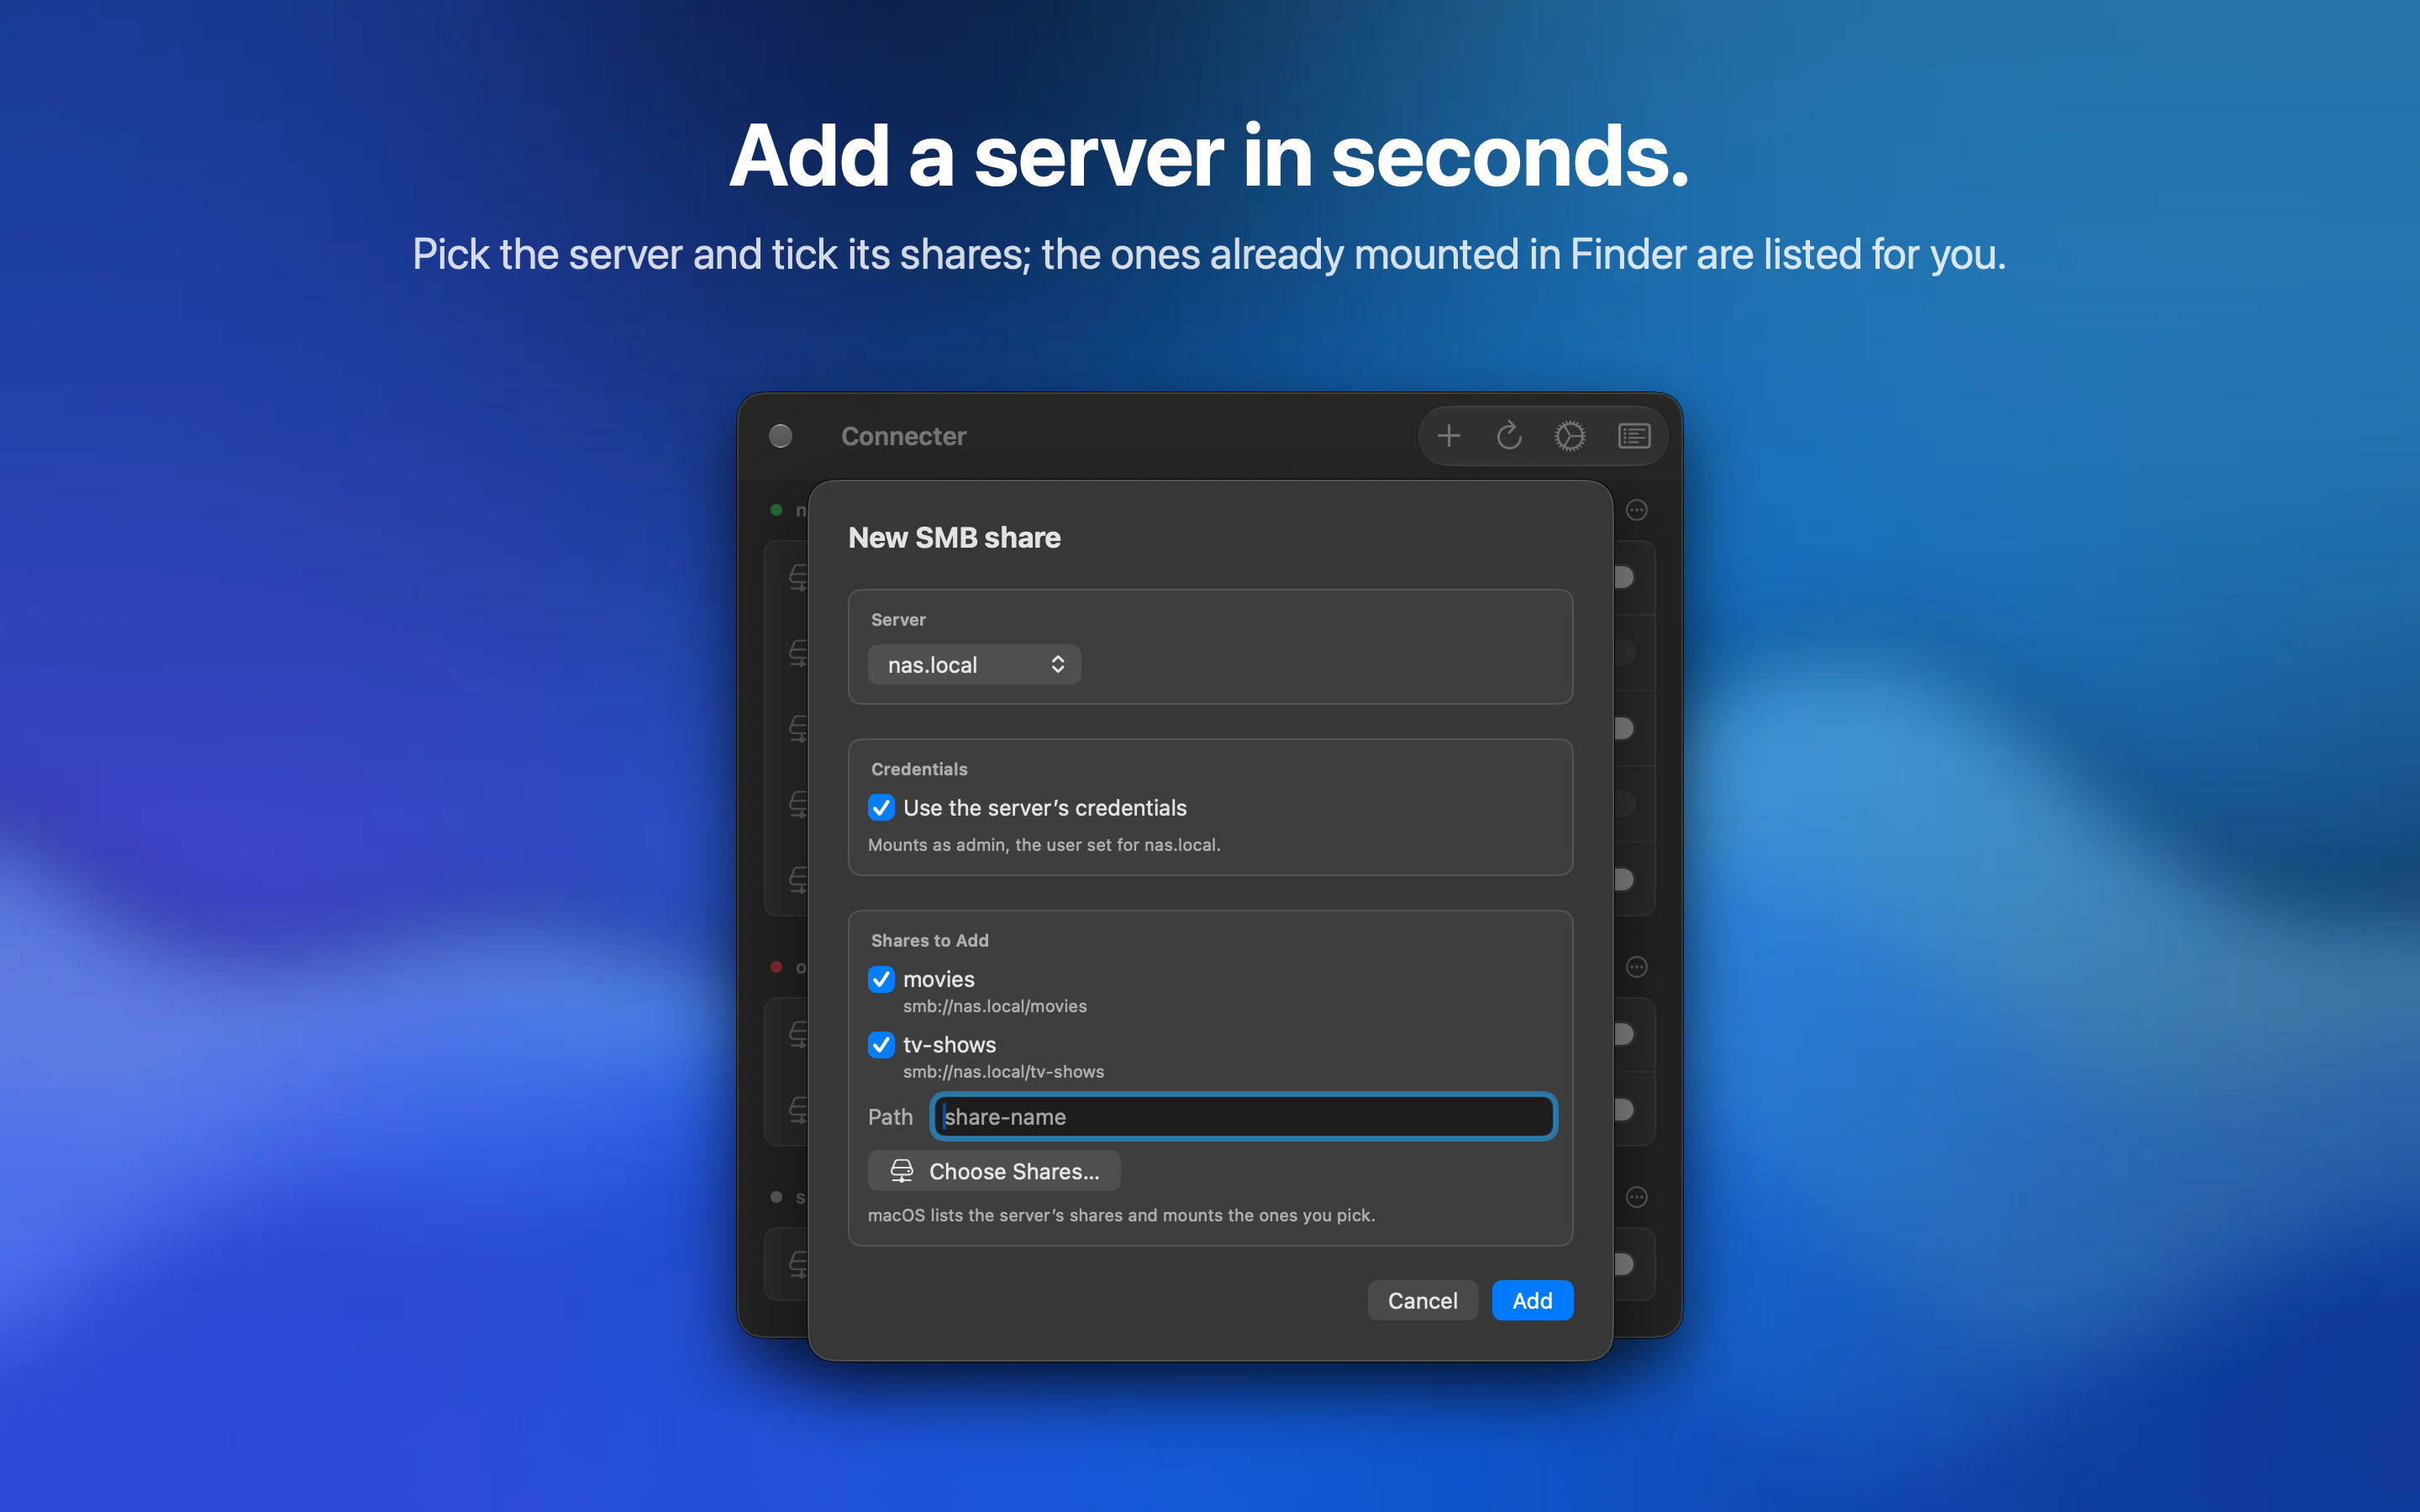 Add a server in seconds.
Pick the server and tick its shares; the ones already mounted in Finder are listed for you.
Connecter
New SMB share
Server
nas.local
Credentials
Use the server’s credentials
Mounts as admin, the user set for nas.local.
Shares to Add
movies
smb://nas.local/movies
tv-shows
smb://nas.local/tv-shows
Path share-name
Choose Shares...
macOS lists the server’s shares and mounts the ones you pick.
Cancel Add